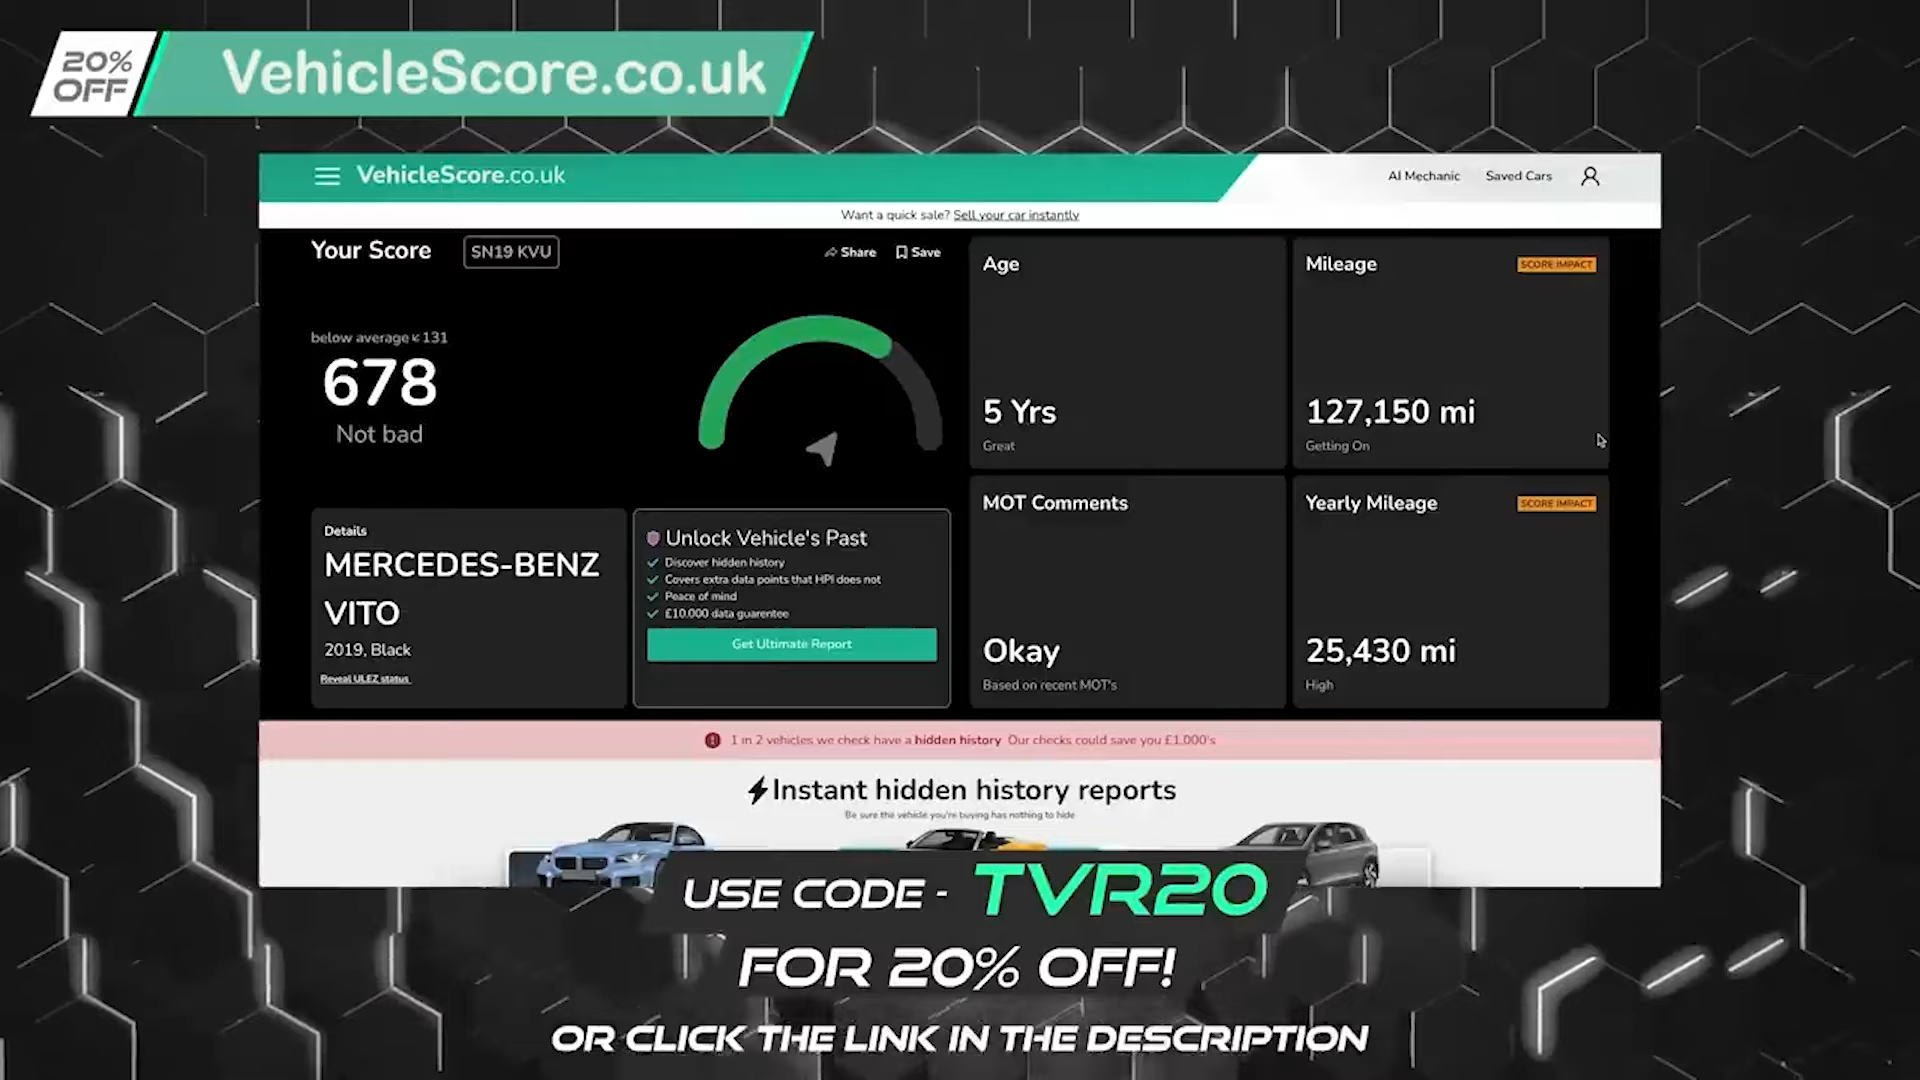 20% OFF
VehicleScore.co.uk
VehicleScore.co.uk
AI Mechanic
Saved Cars
Want a quick sale? Sell your car instantly
Your Score
SN19 KVU
Share
Save
below average 131
678
Not bad
Details
MERCEDES-BENZ
VITO
2019, Black
Reveal ULEZ status
Unlock Vehicle's Past
Discover hidden history
Covers extra data points that HPI does not
Peace of mind
£10,000 data guarentee
Get Ultimate Report
Age
5 Yrs
Great
Mileage
SCORE IMPACT
127,150 mi
Getting On
MOT Comments
Okay
Based on recent MOT's
Yearly Mileage
SCORE IMPACT
25,430 mi
High
1 in 2 vehicles we check have a hidden history Our checks could save you £1,000's
Instant hidden history reports
Be sure the vehicle you're buying has nothing to hide
USE CODE - TVR20
FOR 20% OFF!
OR CLICK THE LINK IN THE DESCRIPTION